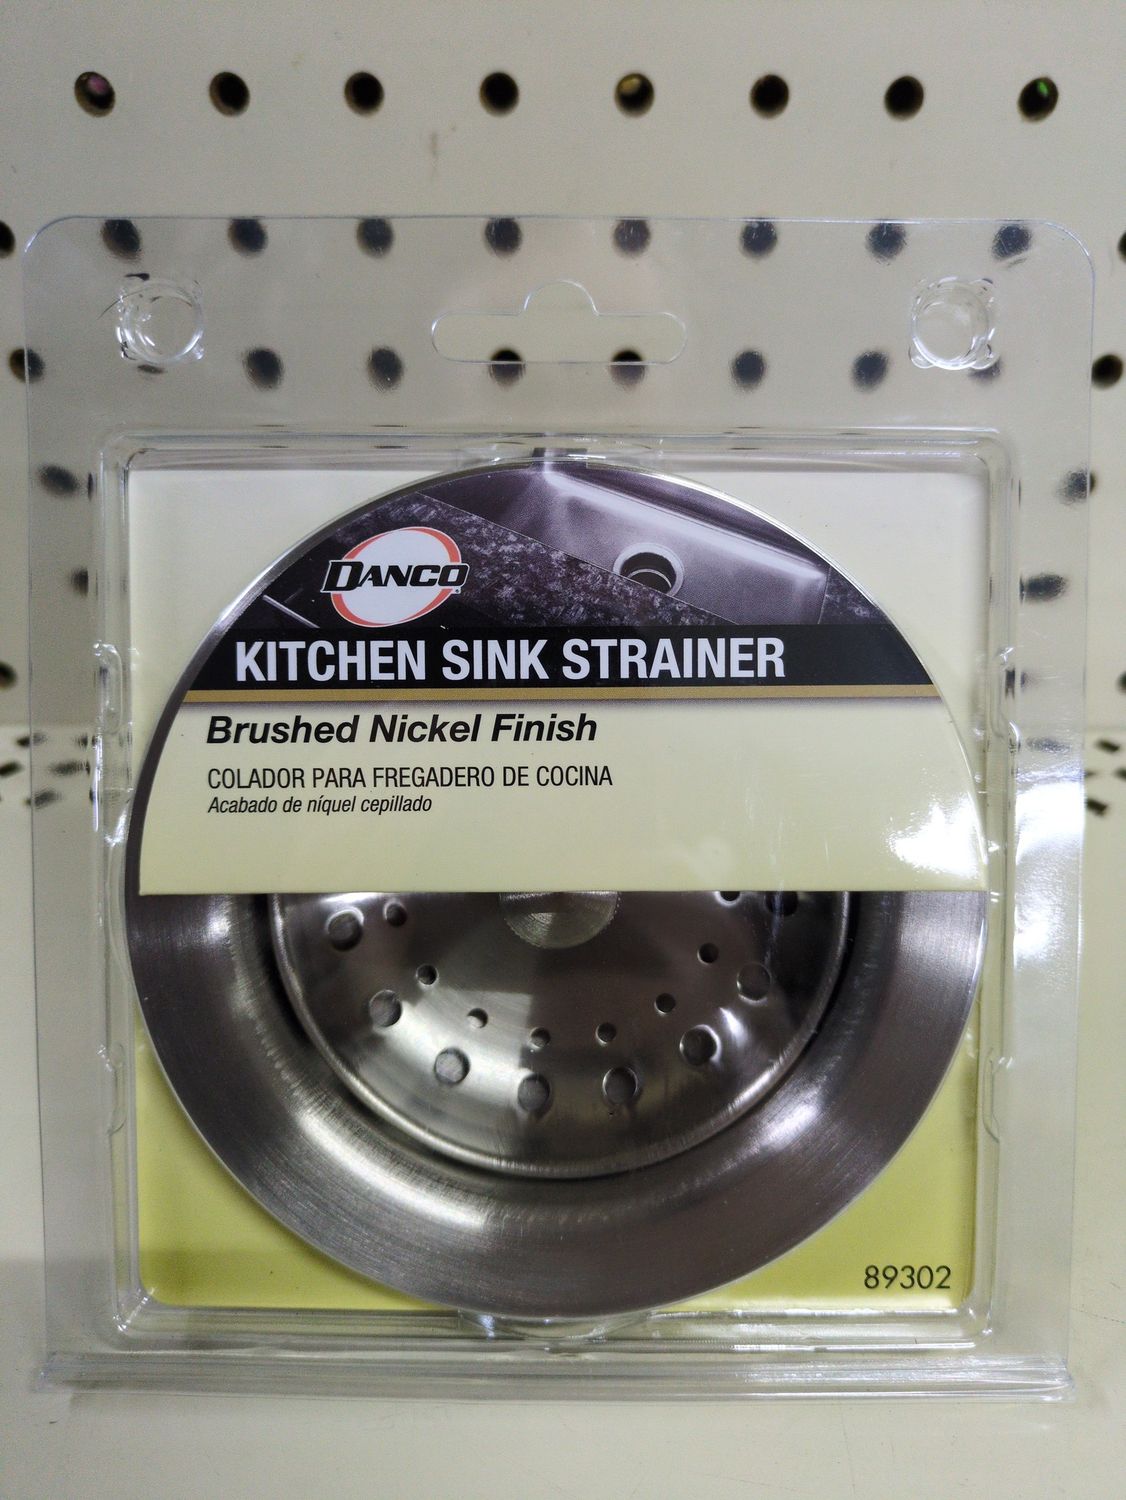 DANCO
KITCHEN SINK STRAINER
Brushed Nickel Finish
COLADOR PARA FREGADERO DE COCINA
Acabado de níquel cepillado
89302